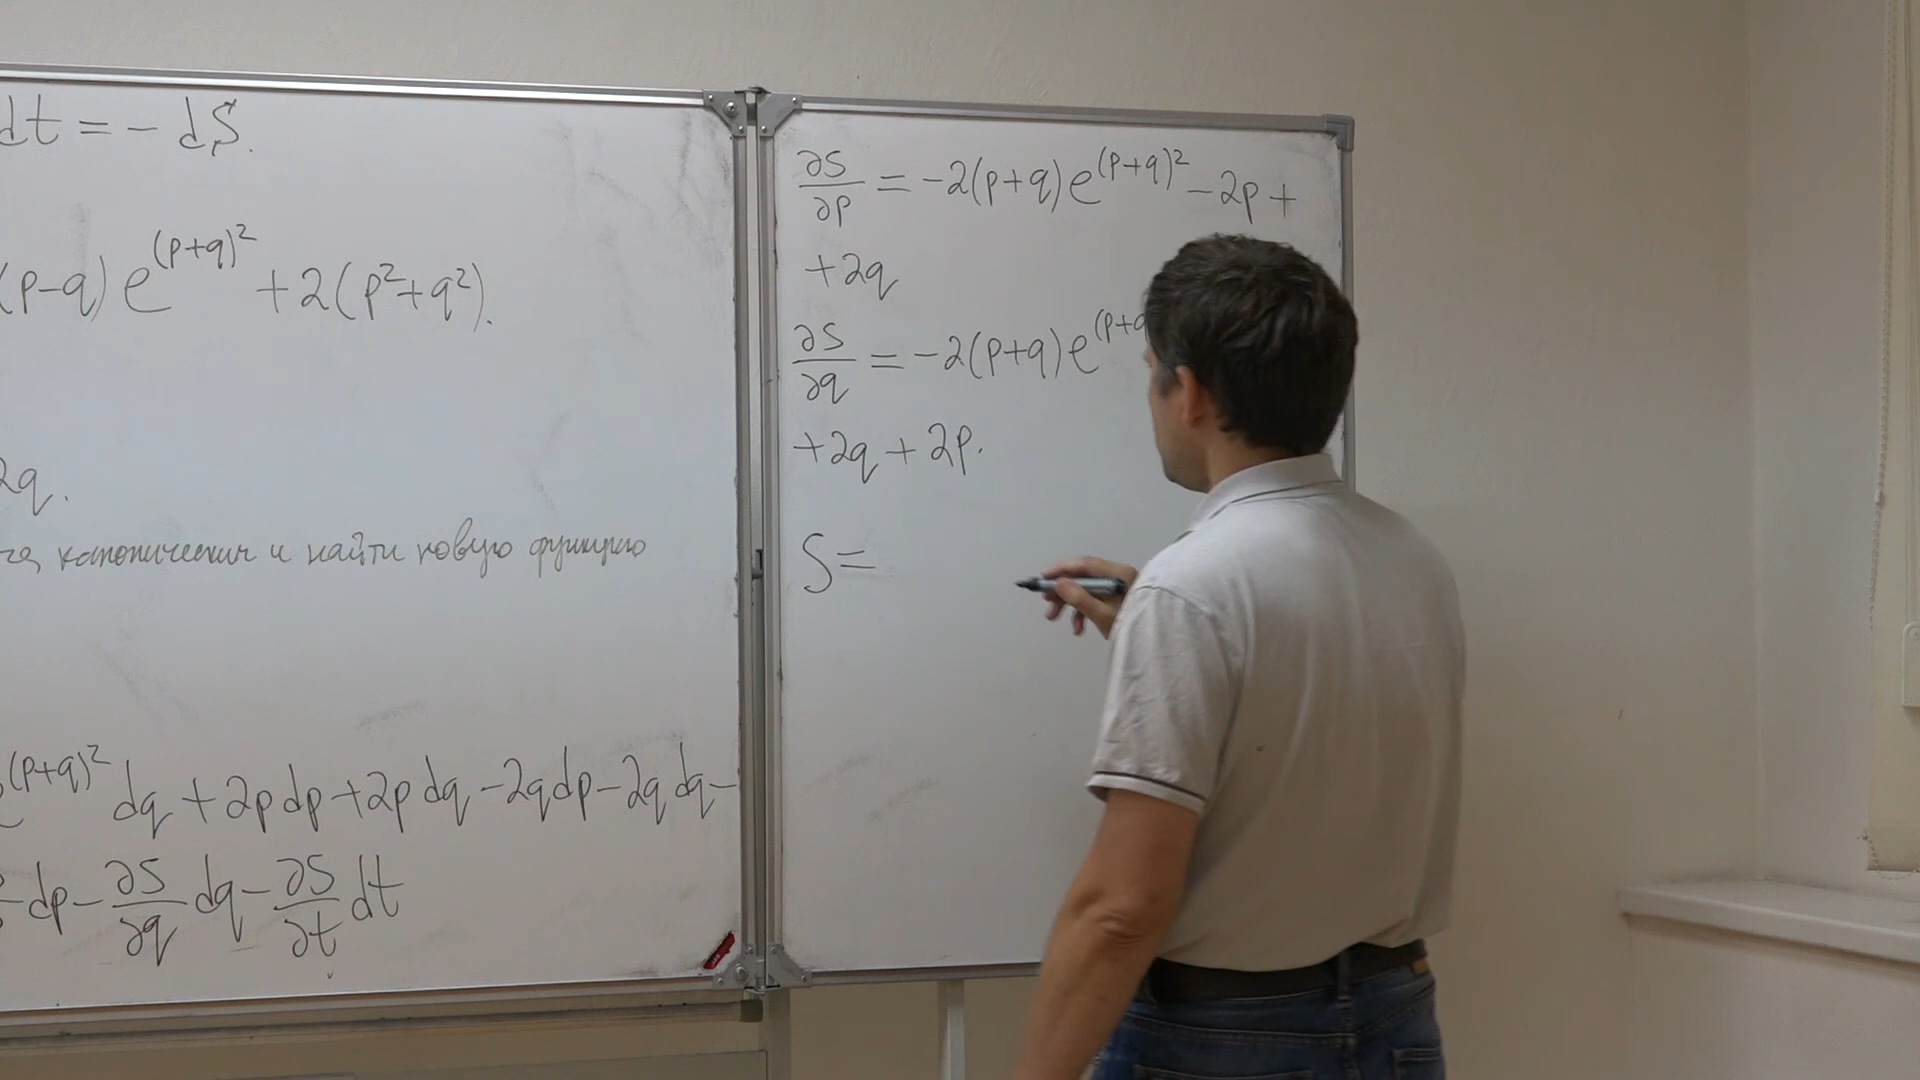 dt = - dS.
(p-q) e^{(p+q)^2} + 2(p^2+q^2).
2q.
канонический и найти новую функцию
(p+q)^2 dq + 2p dp + 2p dq - 2q dp - 2q dq -
dp - ∂S/∂q dq - ∂S/∂t dt
∂S/∂p = -2(p+q) e^{(p+q)^2} - 2p +
+2q
∂S/∂q = -2(p+q) e^{(p+q
+2q + 2p.
S =